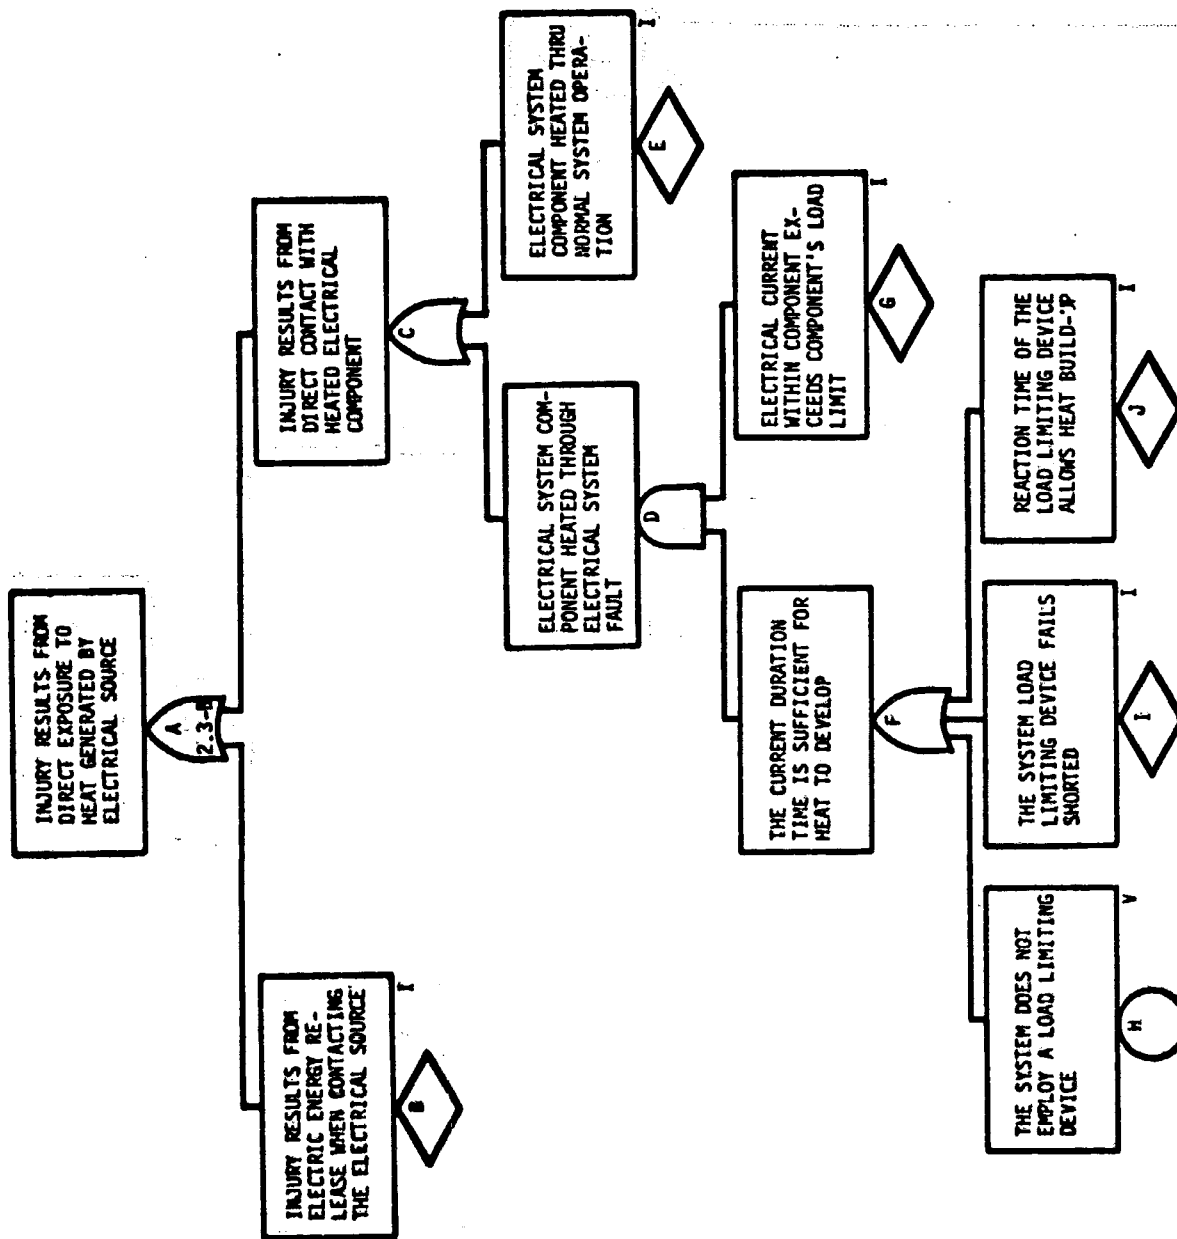 INJURY RESULTS FROM
DIRECT EXPOSURE TO
HEAT GENERATED BY
ELECTRICAL SOURCE
A
INJURY RESULTS FROM
ELECTRIC ENERGY RE-
LEASE WHEN CONTACTING
THE ELECTRICAL SOURCE
I
B
INJURY RESULTS FROM
DIRECT CONTACT WITH
HEATED ELECTRICAL
COMPONENT
C
ELECTRICAL SYSTEM COM-
PONENT HEATED THROUGH
ELECTRICAL SYSTEM
FAULT
D
ELECTRICAL SYSTEM
COMPONENT HEATED THRU
NORMAL SYSTEM OPERA-
TION
I
E
THE CURRENT DURATION
TIME IS SUFFICIENT FOR
HEAT TO DEVELOP
F
ELECTRICAL CURRENT
WITHIN COMPONENT EX-
CEEDS COMPONENT'S LOAD
LIMIT
I
G
THE SYSTEM DOES NOT
EMPLOY A LOAD LIMITING
DEVICE
V
H
THE SYSTEM LOAD
LIMITING DEVICE FAILS
SHORTED
I
I
REACTION TIME OF THE
LOAD LIMITING DEVICE
ALLOWS HEAT BUILD-UP
I
J